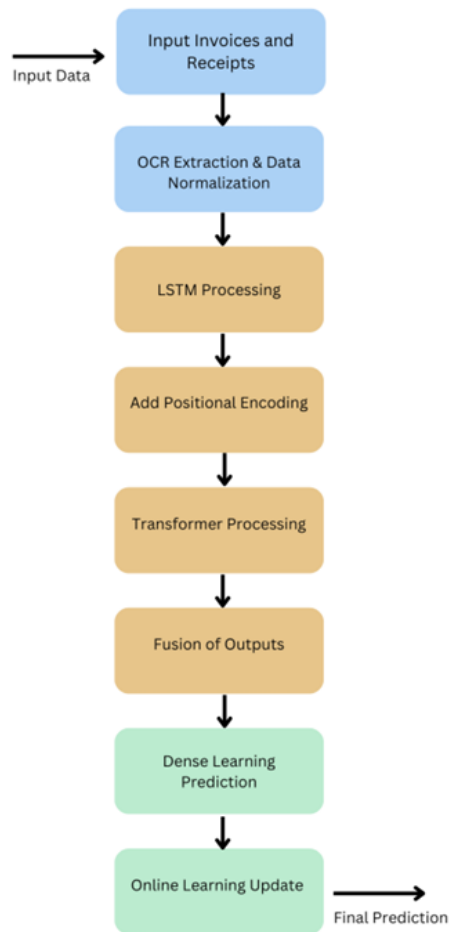 Input Invoices and
Receipts
Input Data
OCR Extraction & Data
Normalization
LSTM Processing
Add Positional Encoding
Transformer Processing
Fusion of Outputs
Dense Learning
Prediction
Online Learning Update
Final Prediction